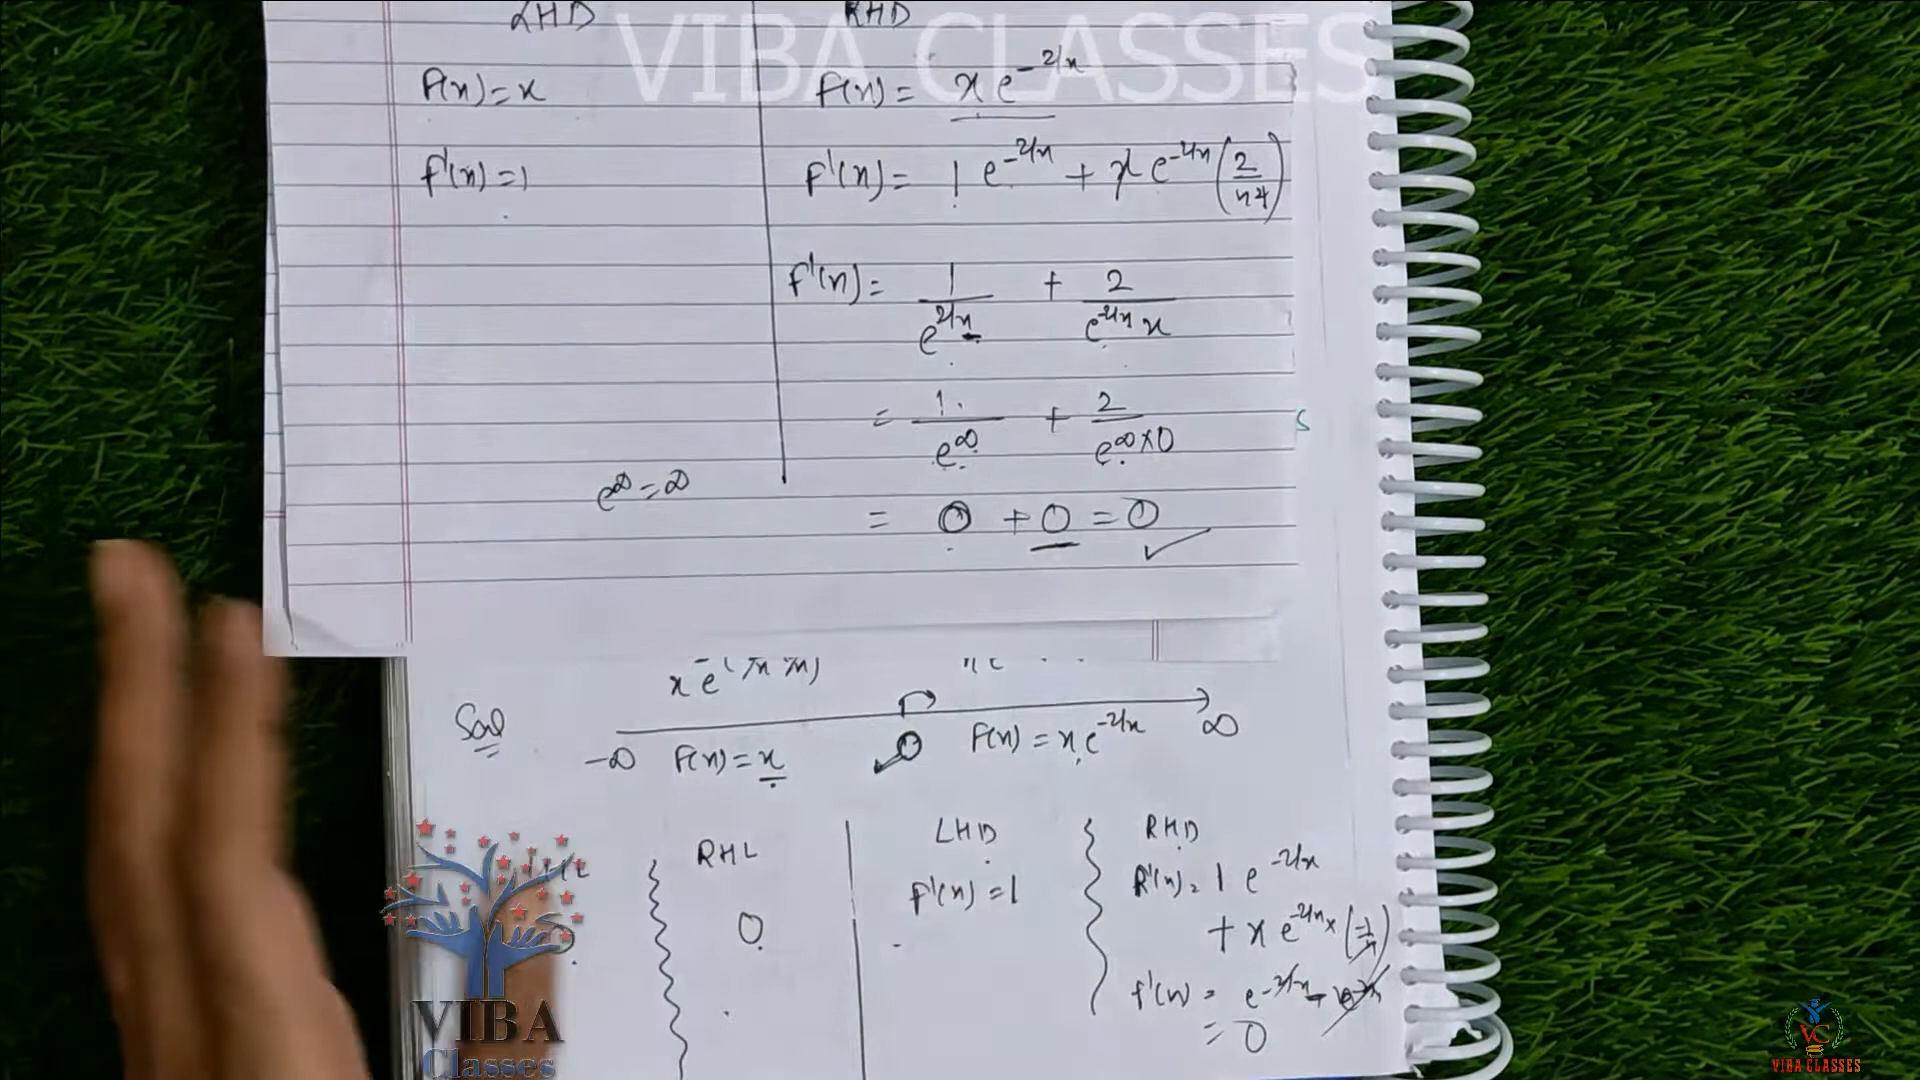 LHD RHD
VIBA CLASSES
f(x) = x f(x) = x e^-2/x
f'(x) = 1 f'(x) = 1 e^-2/x + x e^-2/x (2/x²)
f'(x) = 1/e^2/x + 2/e^-2/x x
= 1/e^∞ + 2/e^∞×0
e^∞ = ∞
= 0 + 0 = 0 ✓
Sol
-∞ f(x) = x 0 f(x) = x e^-2/x ∞
RHL LHD RHD
0 f'(x) = 1 f'(x) = 1 e^-2/x
+ x e^-2/x ×
f'(x) = e^-2/x
= 0
VIBA
Classes
VC
VIBA CLASSES